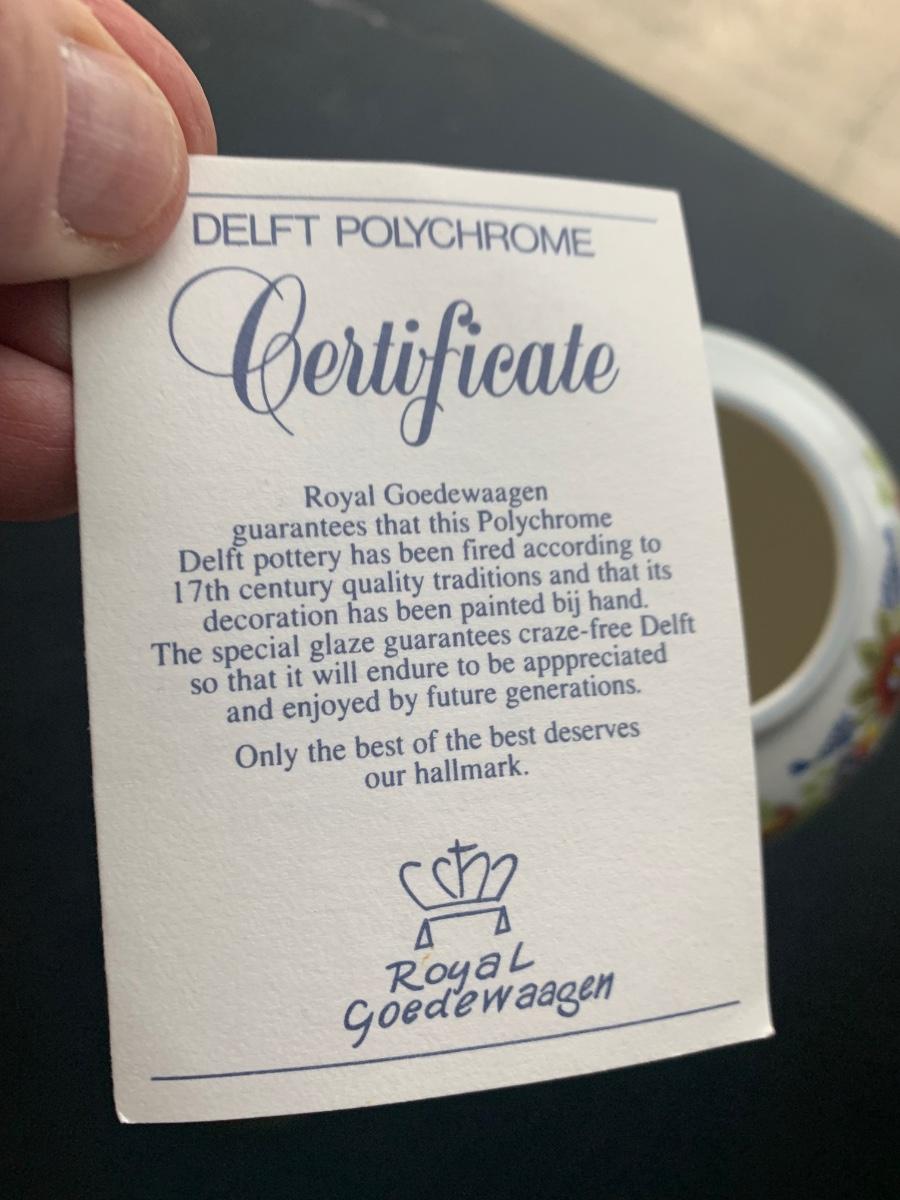 DELFT POLYCHROME
Certificate
Royal Goedewaagen
guarantees that this Polychrome
Delft pottery has been fired according to
17th century quality traditions and that its
decoration has been painted bij hand.
The special glaze guarantees craze-free Delft
so that it will endure to be apppreciated
and enjoyed by future generations.
Only the best of the best deserves
our hallmark.
Royal
Goedewaagen